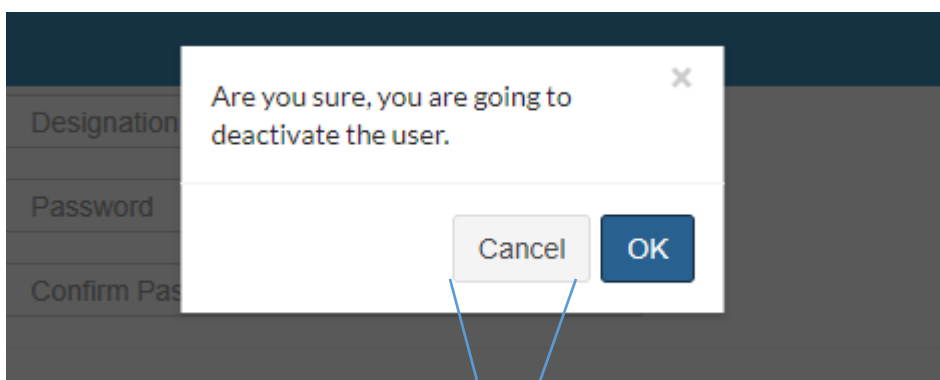 Are you sure, you are going to
deactivate the user.
×
Designation
Password
Cancel
OK
Confirm Pas